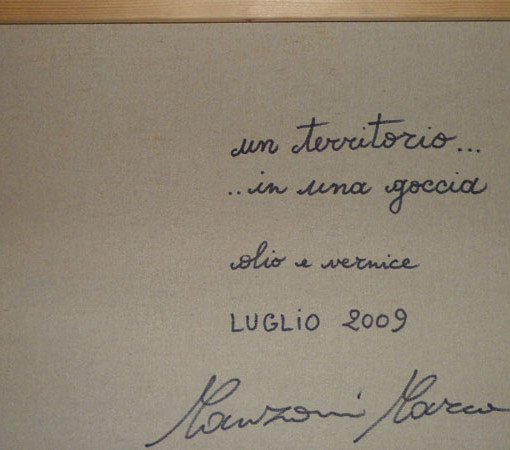 un territorio...
..in una goccia
olio e vernice
LUGLiO 2009
Manzoni Marco